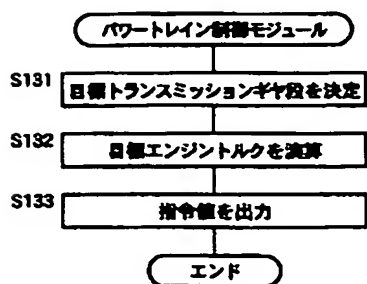 パワートレイン制御モジュール
S131
目標トランスミッションギヤ段を決定
S132
目標エンジントルクを演算
S133
指令値を出力
エンド